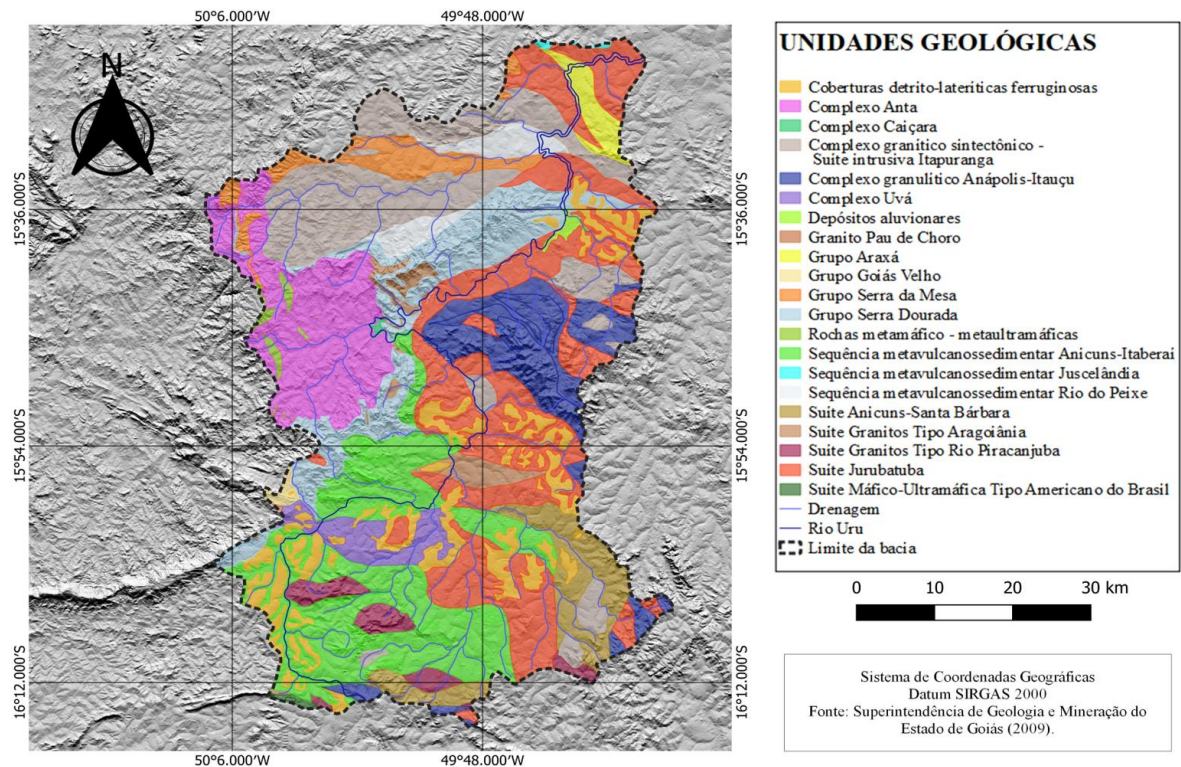 50°6.000'W
49°48.000'W
N
15°36.000'S
15°36.000'S
15°54.000'S
15°54.000'S
16°12.000'S
16°12.000'S
50°6.000'W
49°48.000'W
UNIDADES GEOLÓGICAS
Coberturas detrito-lateríticas ferruginosas
Complexo Anta
Complexo Caiçara
Complexo granítico sintectônico -
Suíte intrusiva Itapuranga
Complexo granulítico Anápolis-Itauçu
Complexo Uvá
Depósitos aluvionares
Granito Pau de Choro
Grupo Araxá
Grupo Goiás Velho
Grupo Serra da Mesa
Grupo Serra Dourada
Rochas metamáfico - metaultramáficas
Sequência metavulcanossedimentar Anicuns-Itaberaí
Sequência metavulcanossedimentar Juscelândia
Sequência metavulcanossedimentar Rio do Peixe
Suíte Anicuns-Santa Bárbara
Suíte Granitos Tipo Aragoiânia
Suíte Granitos Tipo Rio Piracanjuba
Suíte Jurubatuba
Suíte Máfico-Ultramáfica Tipo Americano do Brasil
Drenagem
Rio Uru
Limite da bacia
0 10 20 30 km
Sistema de Coordenadas Geográficas
Datum SIRGAS 2000
Fonte: Superintendência de Geologia e Mineração do
Estado de Goiás (2009).